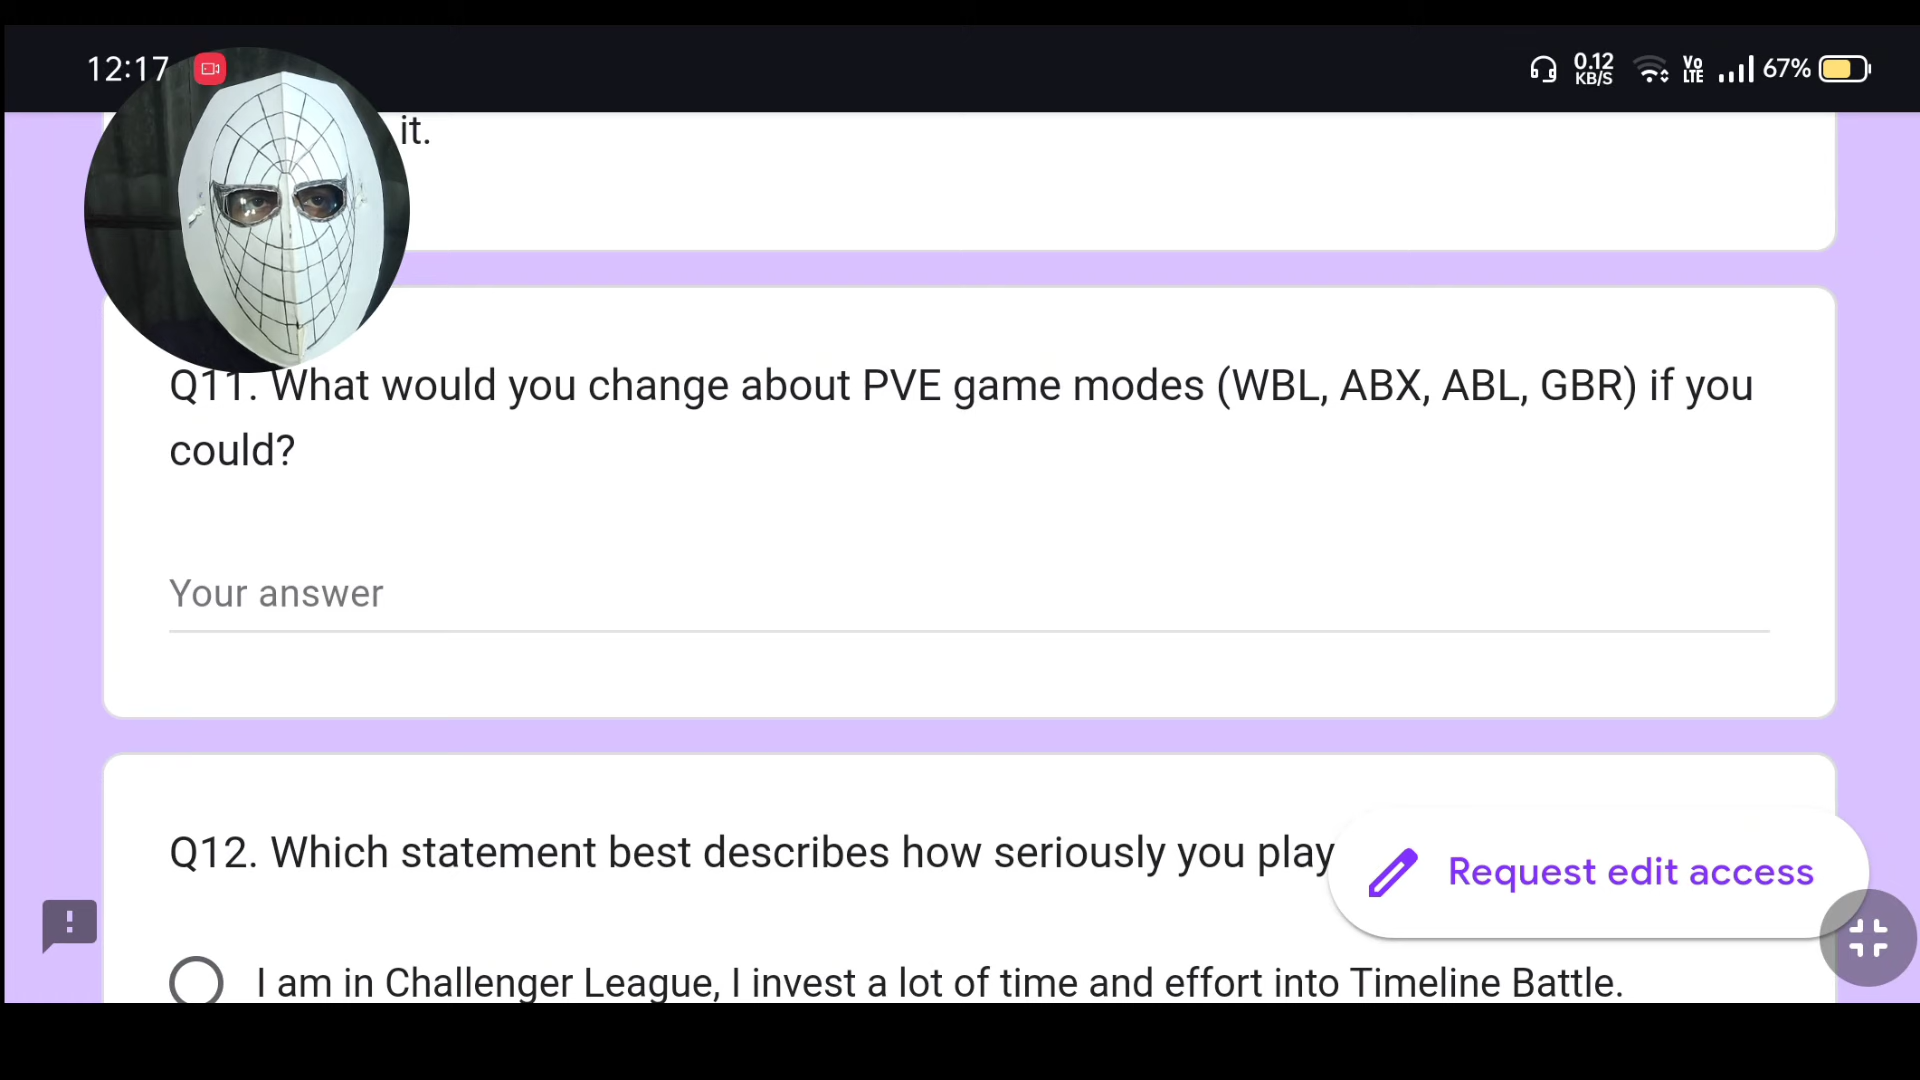 12:17
0.12
KB/S
Vo
LTE
67%
it.
Q11. What would you change about PVE game modes (WBL, ABX, ABL, GBR) if you
could?
Your answer
Q12. Which statement best describes how seriously you play
Request edit access
I am in Challenger League, I invest a lot of time and effort into Timeline Battle.